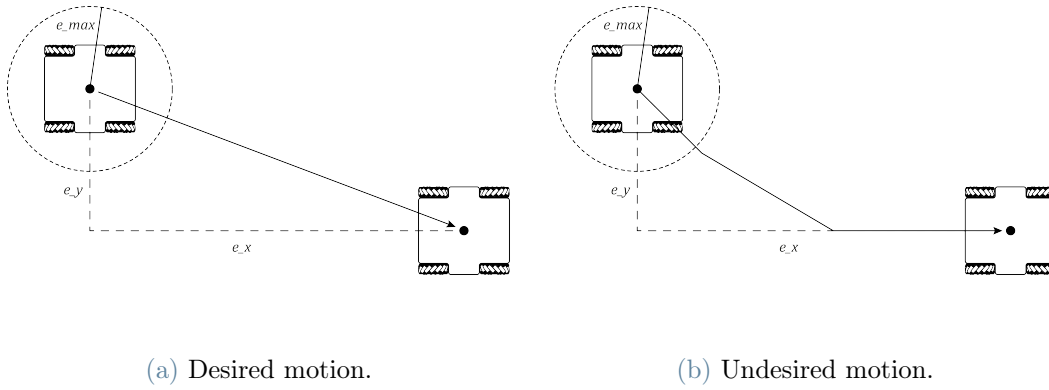 e_max
e_max
e_y
e_y
e_x
e_x
(a) Desired motion.
(b) Undesired motion.